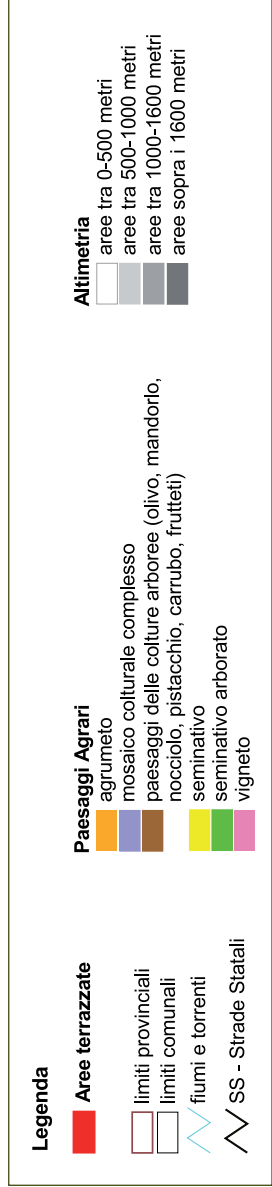 Legenda
Aree terrazzate
limiti provinciali
limiti comunali
fiumi e torrenti
SS - Strade Statali
Paesaggi Agrari
agrumeto
mosaico colturale complesso
paesaggi delle colture arboree (olivo, mandorlo,
nocciolo, pistacchio, carrubo, frutteti)
seminativo
seminativo arborato
vigneto
Altimetria
aree tra 0-500 metri
aree tra 500-1000 metri
aree tra 1000-1600 metri
aree sopra i 1600 metri